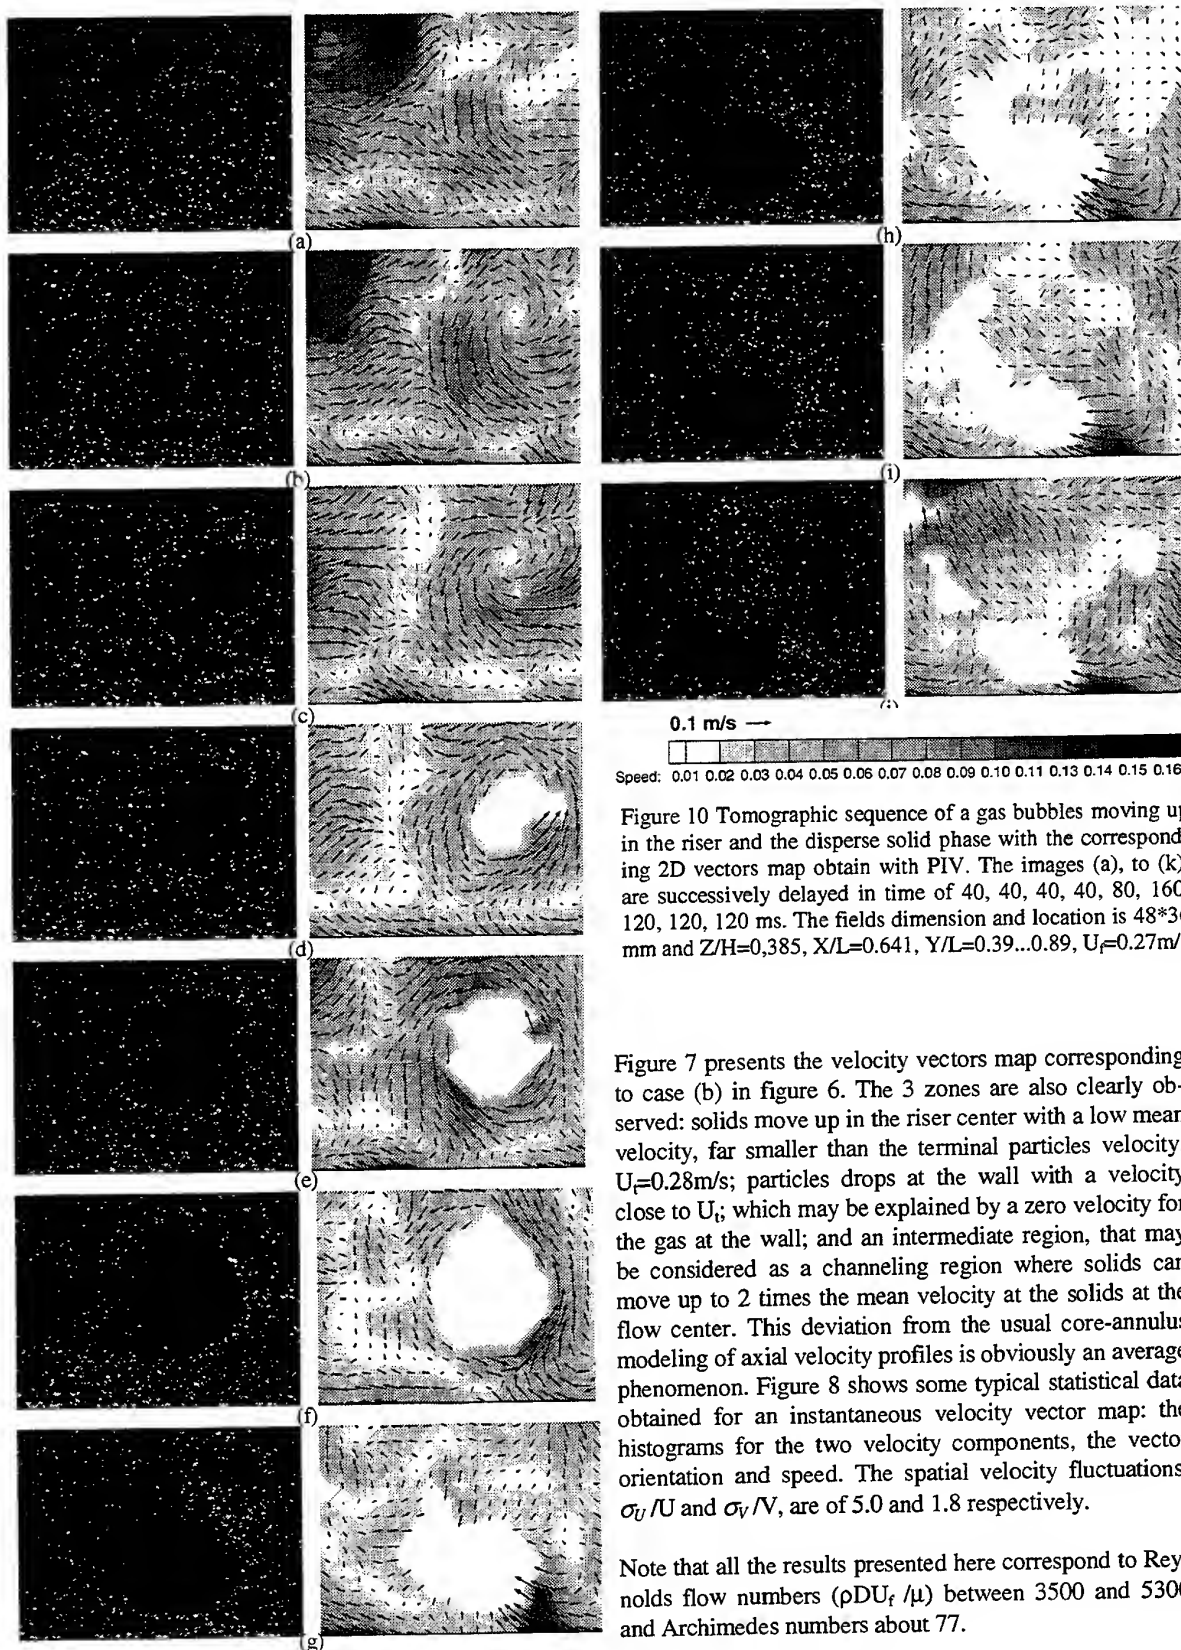 (a)
(b)
(c)
(d)
(e)
(f)
(g)
(h)
(i)
0.1 m/s
Speed: 0.01 0.02 0.03 0.04 0.05 0.06 0.07 0.08 0.09 0.10 0.11 0.13 0.14 0.15 0.16
Figure 10 Tomographic sequence of a gas bubbles moving up
in the riser and the disperse solid phase with the correspond
ing 2D vectors map obtain with PIV. The images (a), to (k)
are successively delayed in time of 40, 40, 40, 40, 80, 160
120, 120, 120 ms. The fields dimension and location is 48*3
mm and Z/H=0,385, X/L=0.641, Y/L=0.39...0.89, Uf=0.27m/
Figure 7 presents the velocity vectors map corresponding
to case (b) in figure 6. The 3 zones are also clearly ob-
served: solids move up in the riser center with a low mean
velocity, far smaller than the terminal particles velocity
Ut=0.28m/s; particles drops at the wall with a velocity
close to Ut; which may be explained by a zero velocity for
the gas at the wall; and an intermediate region, that may
be considered as a channeling region where solids can
move up to 2 times the mean velocity at the solids at the
flow center. This deviation from the usual core-annulus
modeling of axial velocity profiles is obviously an average
phenomenon. Figure 8 shows some typical statistical data
obtained for an instantaneous velocity vector map: the
histograms for the two velocity components, the vector
orientation and speed. The spatial velocity fluctuations
σU /U and σV /V, are of 5.0 and 1.8 respectively.
Note that all the results presented here correspond to Rey
nolds flow numbers (ρDUf /μ) between 3500 and 5300
and Archimedes numbers about 77.